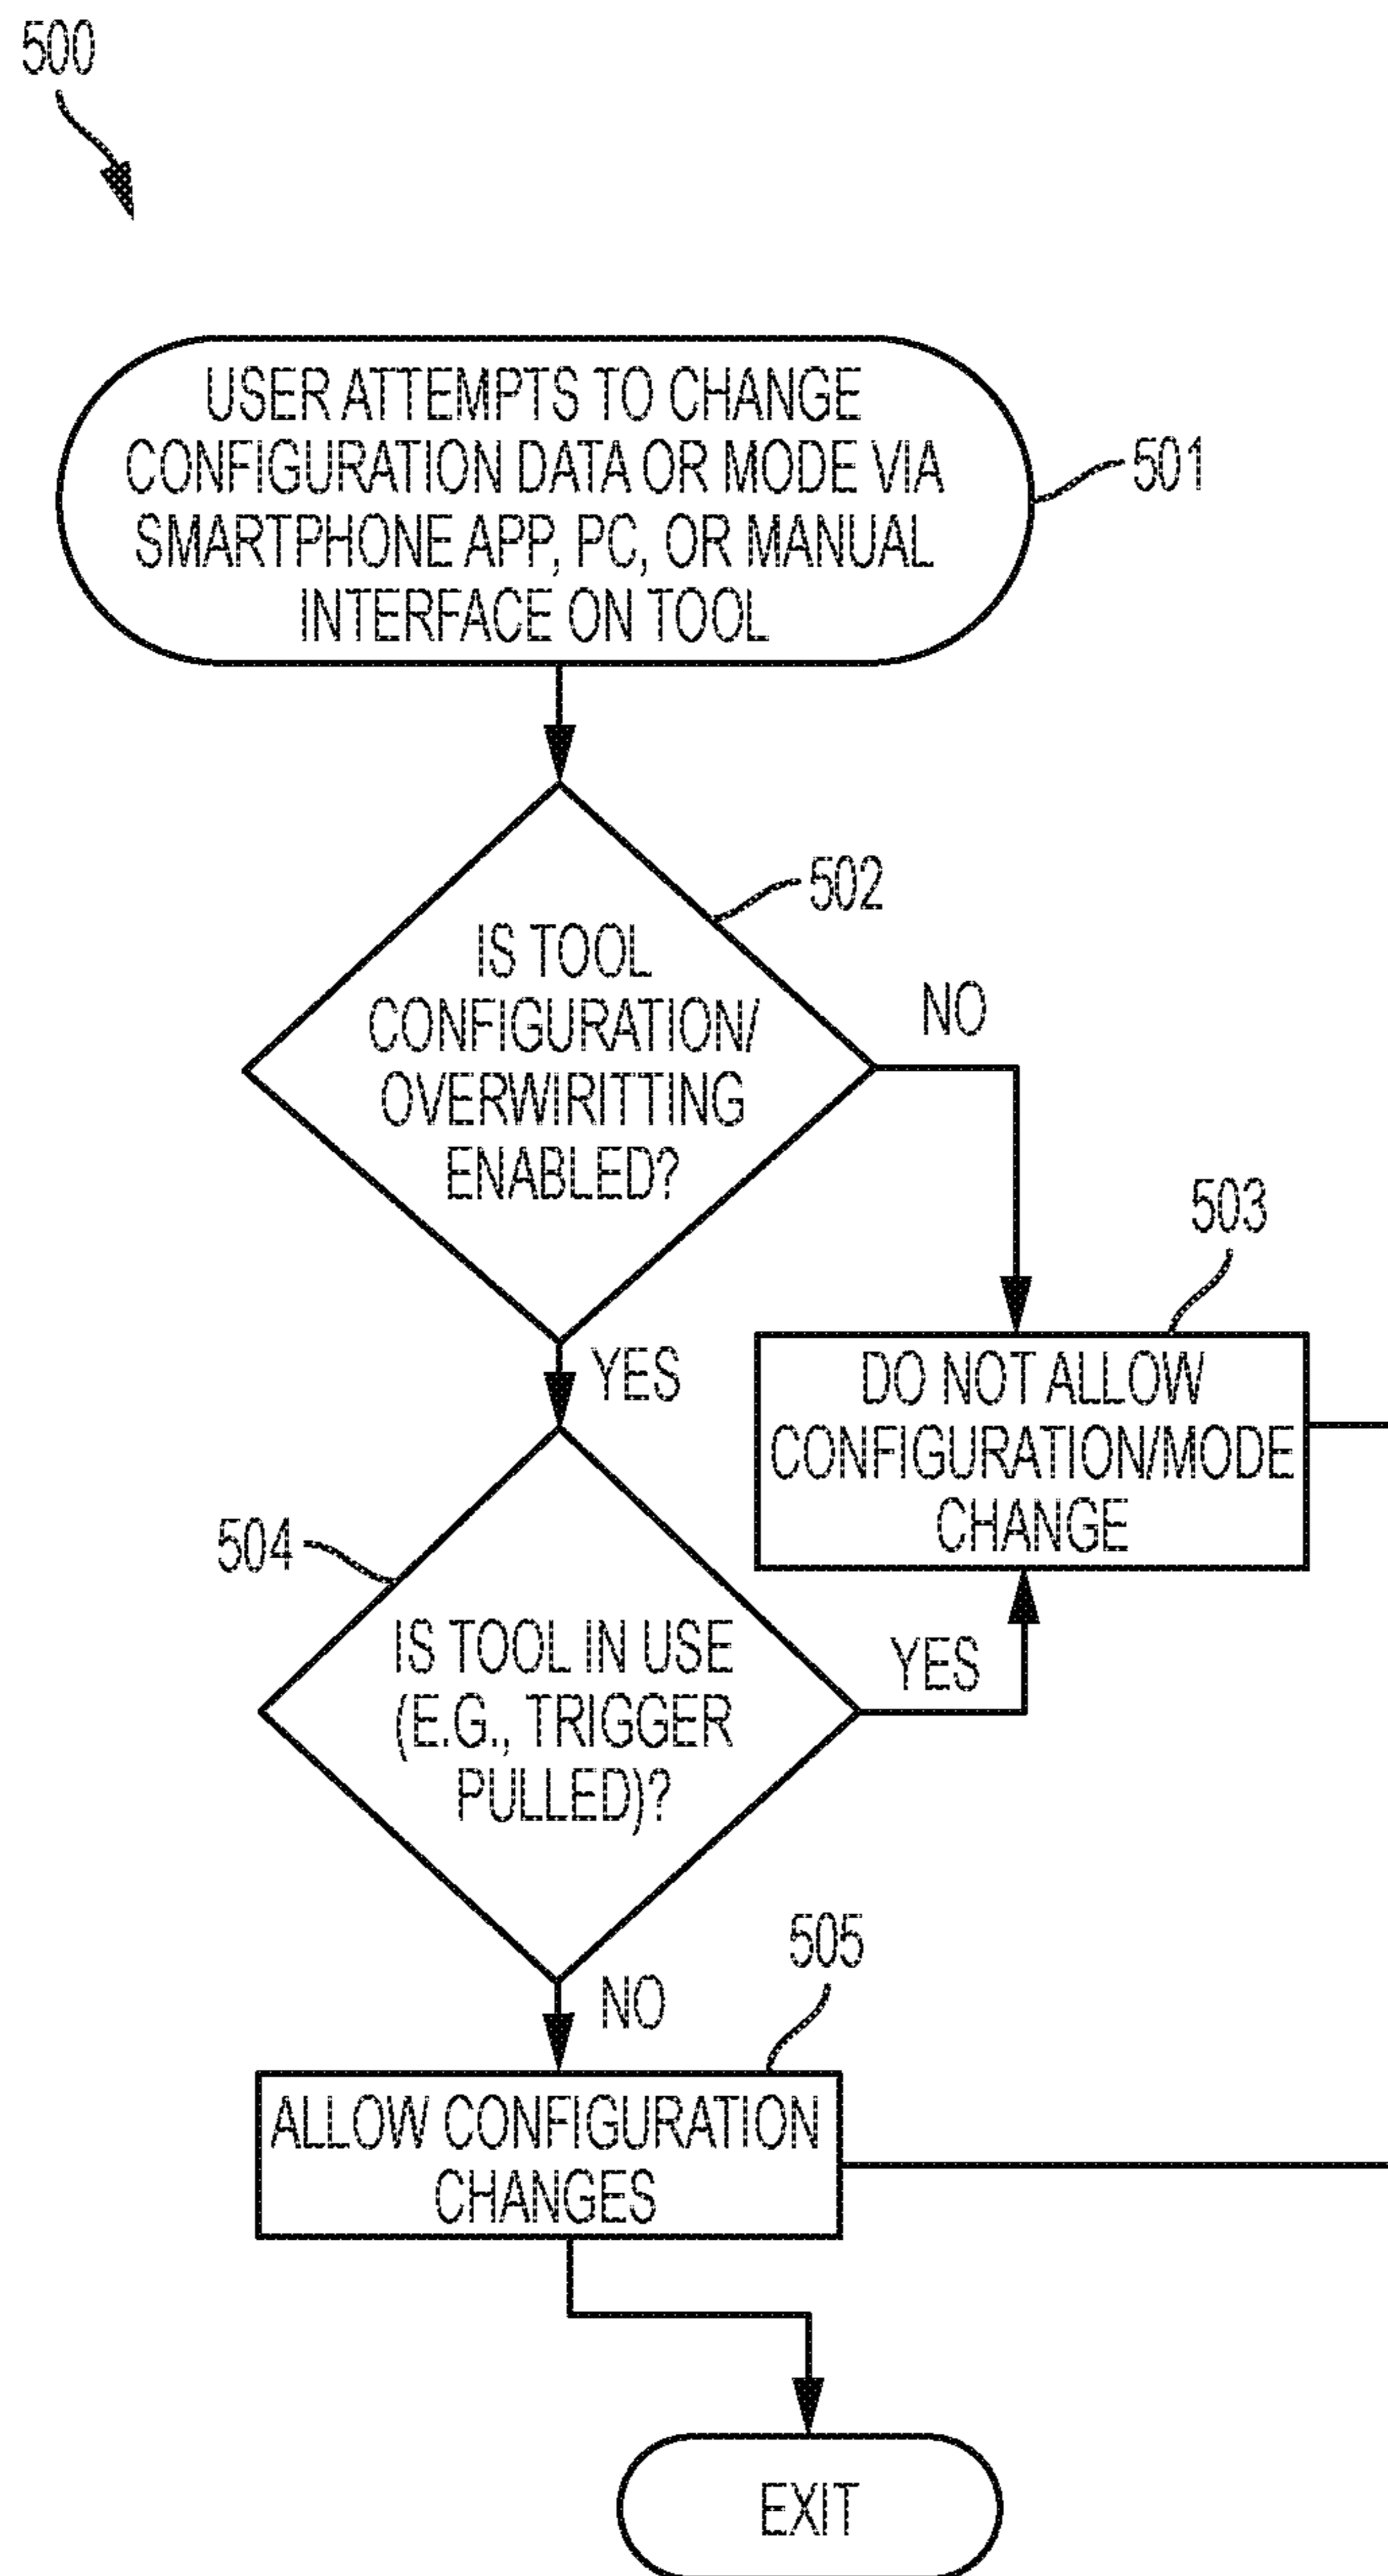 500
USER ATTEMPTS TO CHANGE
CONFIGURATION DATA OR MODE VIA
SMARTPHONE APP, PC, OR MANUAL
INTERFACE ON TOOL
501
502
IS TOOL
CONFIGURATION/
OVERWIRITTING
ENABLED?
NO
YES
503
DO NOT ALLOW
CONFIGURATION/MODE
CHANGE
504
IS TOOL IN USE
(E.G., TRIGGER
PULLED)?
YES
NO
505
ALLOW CONFIGURATION
CHANGES
EXIT